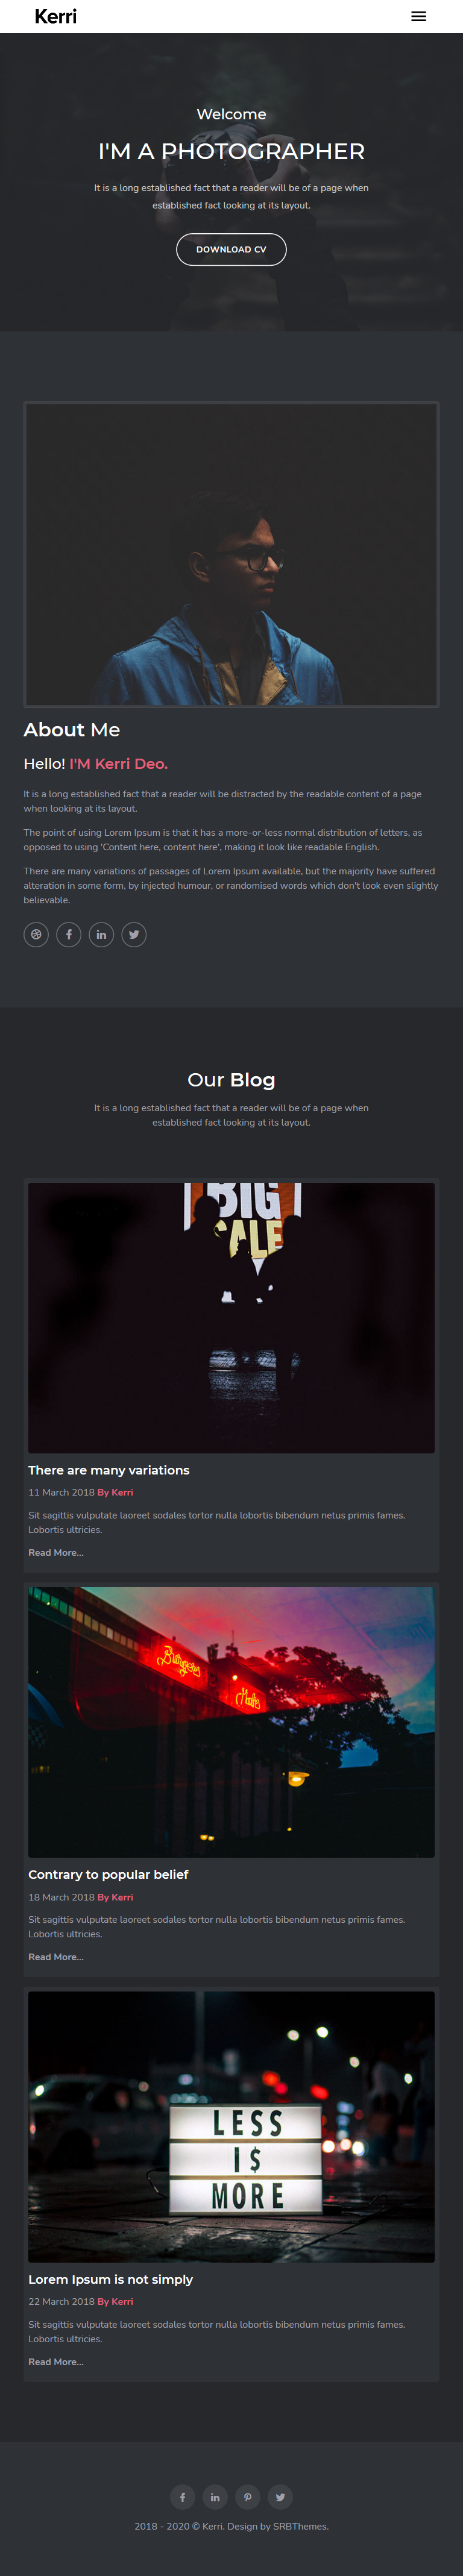 Kerri
Welcome
I'M A PHOTOGRAPHER
It is a long established fact that a reader will be of a page when
established fact looking at its layout.
DOWNLOAD CV
About Me
Hello! I'M Kerri Deo.
It is a long established fact that a reader will be distracted by the readable content of a page
when looking at its layout.
The point of using Lorem Ipsum is that it has a more-or-less normal distribution of letters, as
opposed to using 'Content here, content here', making it look like readable English.
There are many variations of passages of Lorem Ipsum available, but the majority have suffered
alteration in some form, by injected humour, or randomised words which don't look even slightly
believable.
Our Blog
It is a long established fact that a reader will be of a page when
established fact looking at its layout.
BIG
There are many variations
11 March 2018 By Kerri
Sit sagittis vulputate laoreet sodales tortor nulla lobortis bibendum netus primis fames.
Lobortis ultricies.
Read More...
Burgers
Contrary to popular belief
18 March 2018 By Kerri
Sit sagittis vulputate laoreet sodales tortor nulla lobortis bibendum netus primis fames.
Lobortis ultricies.
Read More...
LESS
I$
MORE
Lorem Ipsum is not simply
22 March 2018 By Kerri
Sit sagittis vulputate laoreet sodales tortor nulla lobortis bibendum netus primis fames.
Lobortis ultricies.
Read More...
2018 - 2020 © Kerri. Design by SRBThemes.